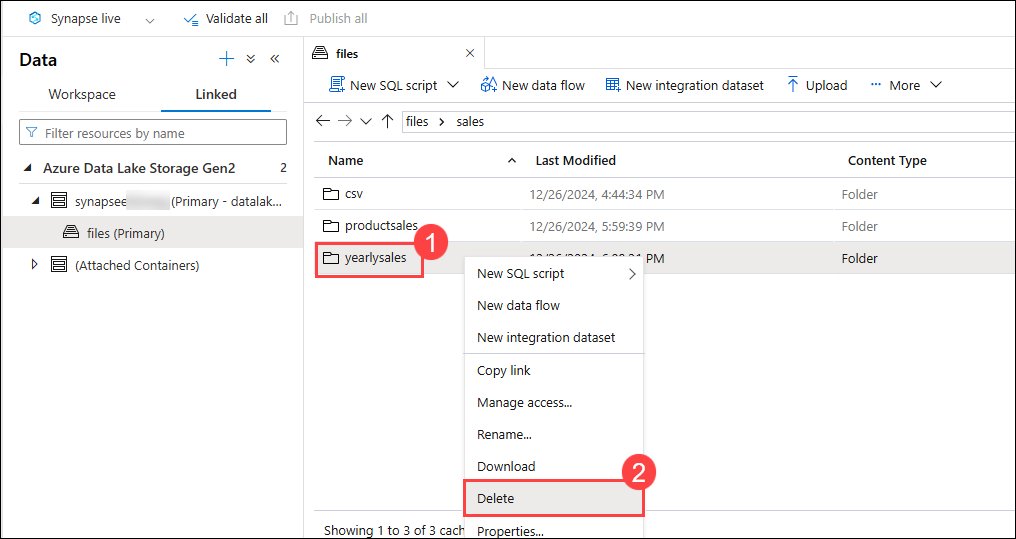 Synapse live
Validate all
Publish all
Data
Workspace
Linked
Filter resources by name
Azure Data Lake Storage Gen2 2
synapsee (Primary - datalak...
files (Primary)
(Attached Containers)
files
New SQL script
New data flow
New integration dataset
Upload
More
files > sales
Name Last Modified Content Type
csv 12/26/2024, 4:44:34 PM Folder
productsales 12/26/2024, 5:59:39 PM Folder
1
yearlysales PM Folder
New SQL script
New data flow
New integration dataset
Copy link
Manage access...
Rename...
Download
2
Delete
Properties...
Showing 1 to 3 of 3 cach